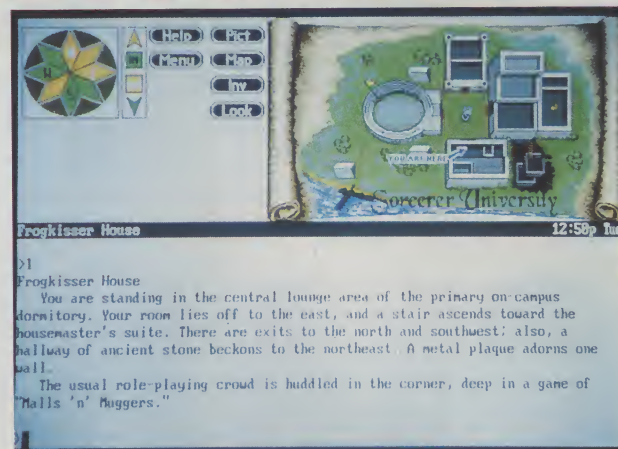 Help
Pict
Menu
Map
Inv
Look
YOU ARE HERE
Sorcerer University
Frogkisser House
12:50p Tue
>l
Frogkisser House
You are standing in the central lounge area of the primary on-campus
dormitory. Your room lies off to the east, and a stair ascends toward the
housemaster's suite. There are exits to the north and southwest; also, a
hallway of ancient stone beckons to the northeast. A metal plaque adorns one
wall.
The usual role-playing crowd is huddled in the corner, deep in a game of
"Malls 'n' Muggers."
>